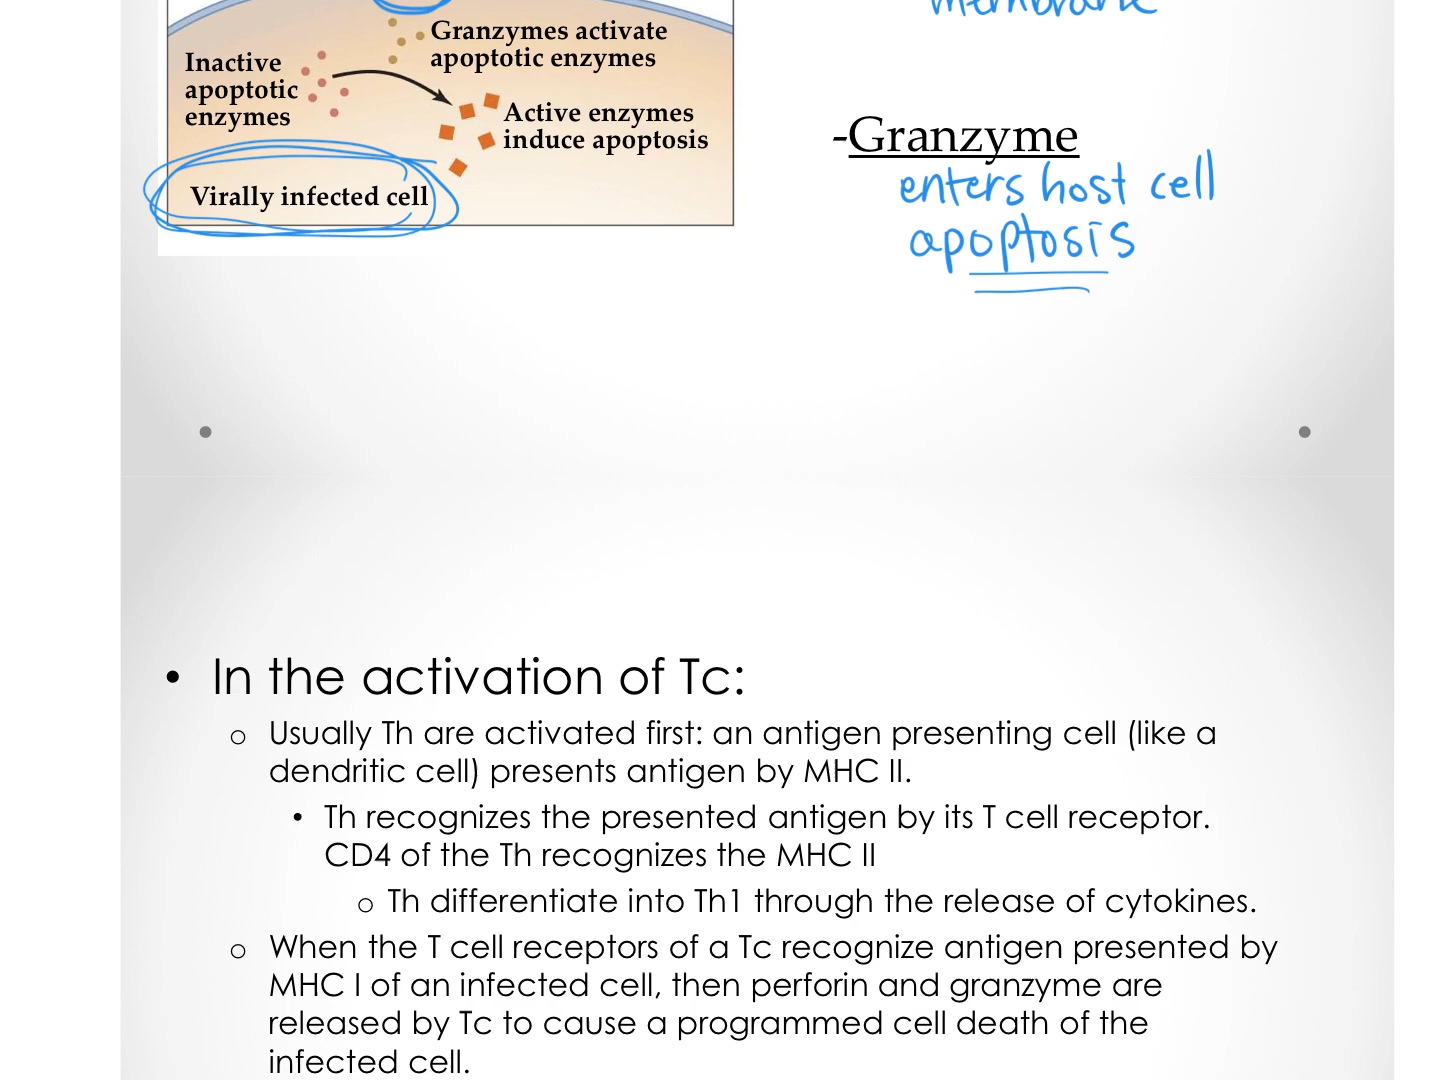 membrane
Granzymes activate
apoptotic enzymes
Inactive
apoptotic
enzymes
Active enzymes
induce apoptosis
Virally infected cell
-Granzyme
enters host cell
apoptosis
• In the activation of Tc:
o Usually Th are activated first: an antigen presenting cell (like a
dendritic cell) presents antigen by MHC II.
• Th recognizes the presented antigen by its T cell receptor.
CD4 of the Th recognizes the MHC II
o Th differentiate into Th1 through the release of cytokines.
o When the T cell receptors of a Tc recognize antigen presented by
MHC I of an infected cell, then perforin and granzyme are
released by Tc to cause a programmed cell death of the
infected cell.